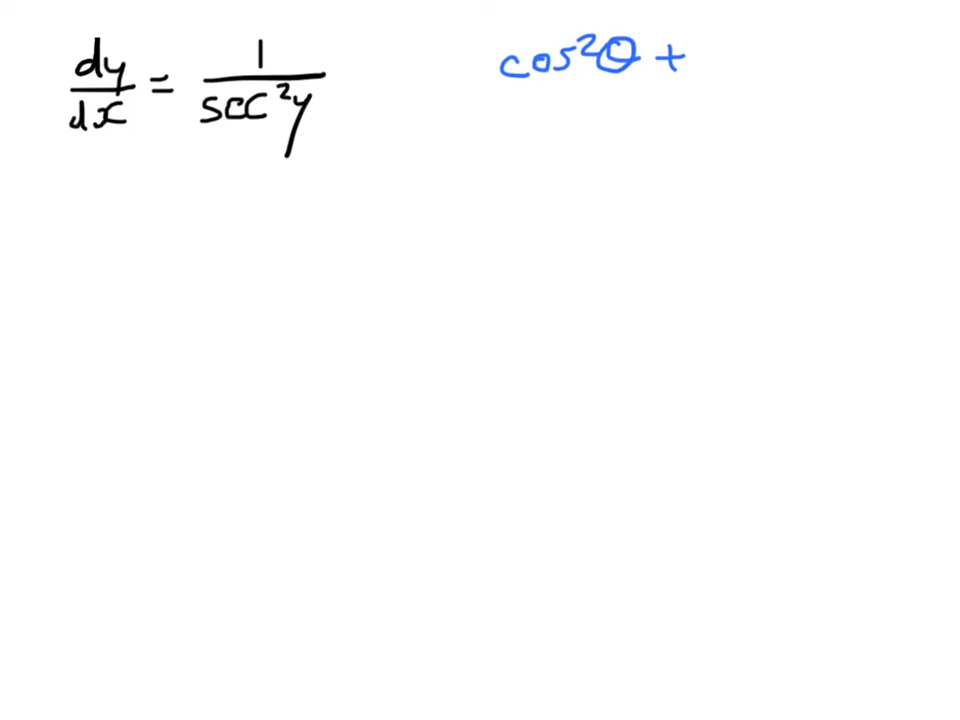 dy/dx = 1/sec²y
cos²θ +